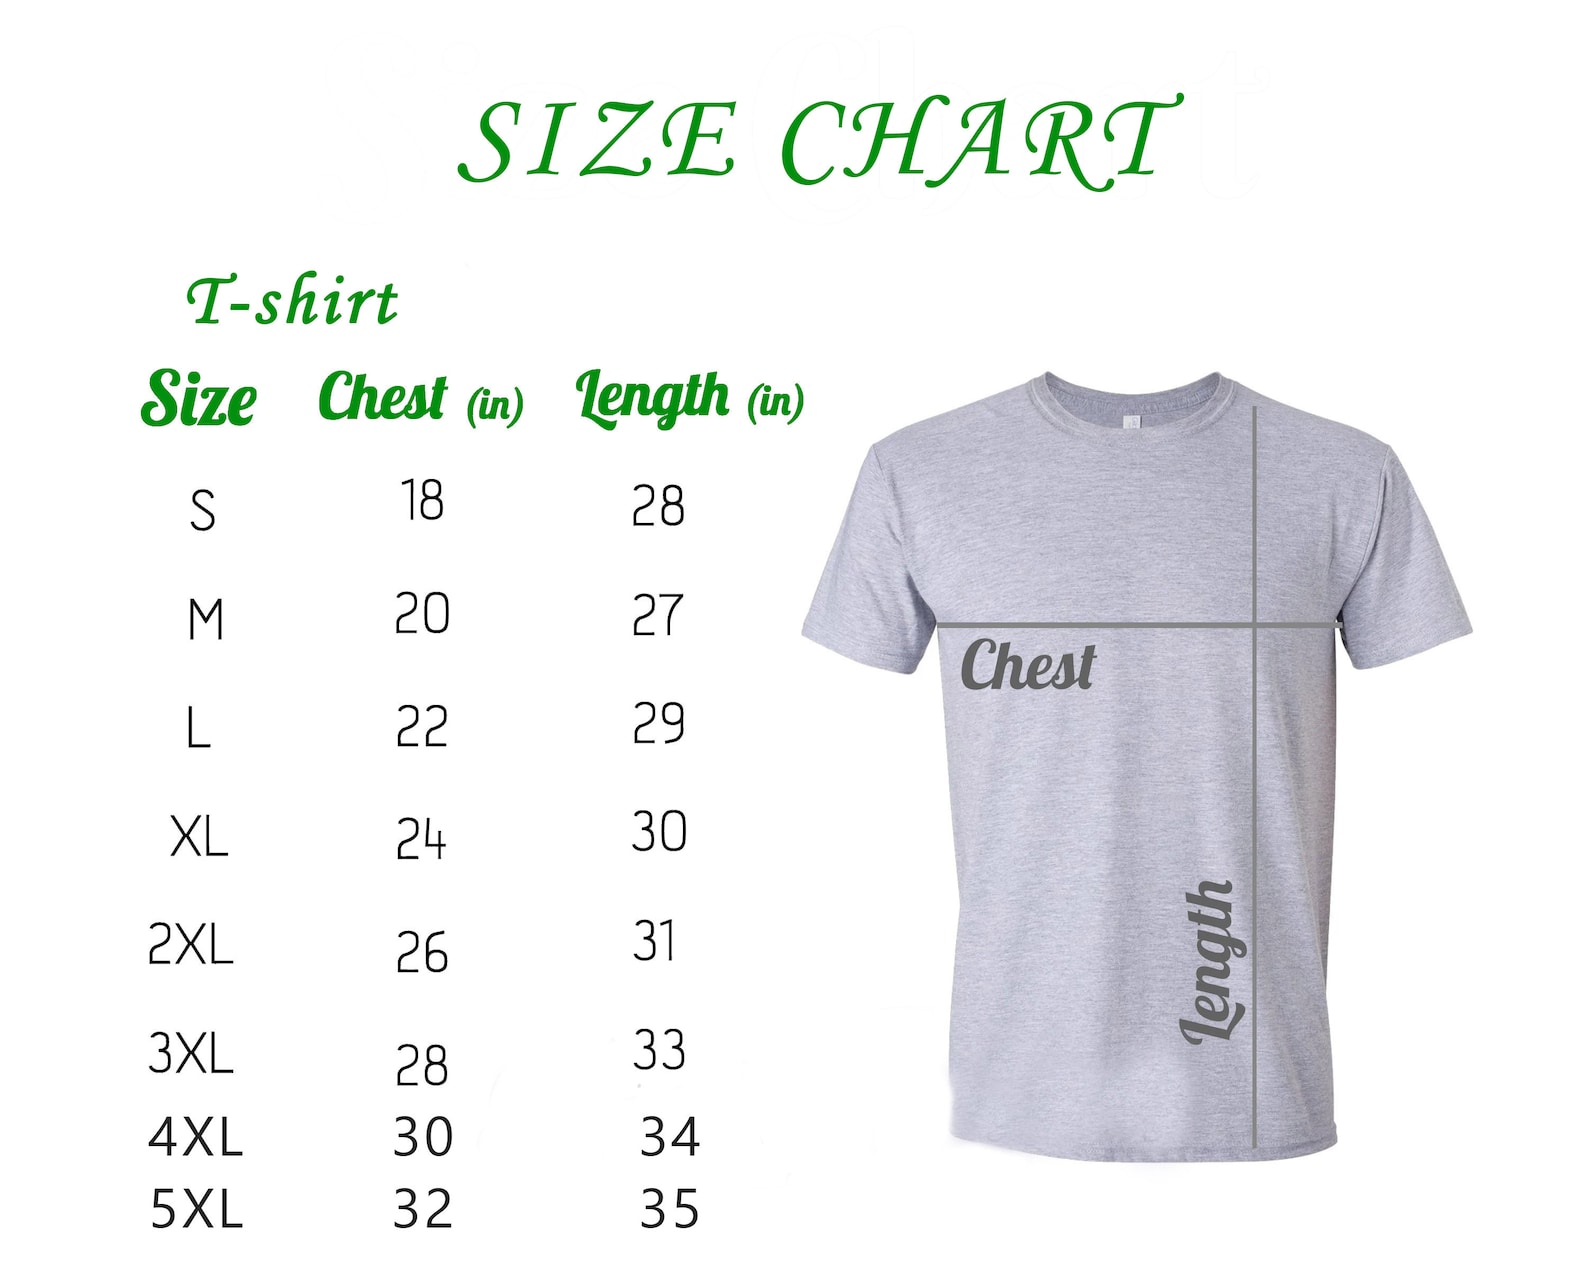 SIZE CHART
T-shirt
Size Chest (in) Length (in)
S 18 28
M 20 27
L 22 29
XL 24 30
2XL 26 31
3XL 28 33
4XL 30 34
5XL 32 35
Chest
Length